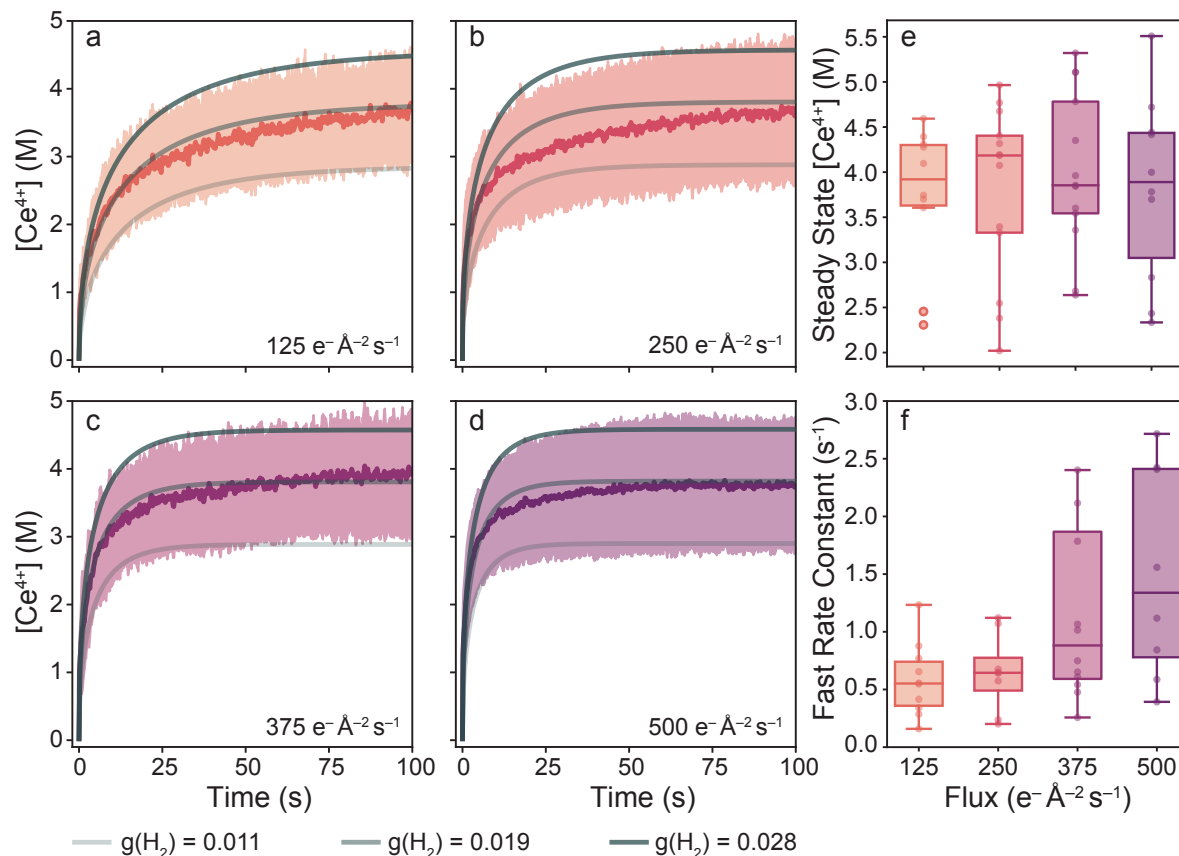 a
5
4
3
2
1
0
[Ce⁴⁺] (M)
125 e⁻ Å⁻² s⁻¹
b
250 e⁻ Å⁻² s⁻¹
e
5.5
5.0
4.5
4.0
3.5
3.0
2.5
2.0
Steady State [Ce⁴⁺] (M)
c
5
4
3
2
1
0
[Ce⁴⁺] (M)
375 e⁻ Å⁻² s⁻¹
0 25 50 75 100
Time (s)
d
500 e⁻ Å⁻² s⁻¹
0 25 50 75 100
Time (s)
f
3.0
2.5
2.0
1.5
1.0
0.5
0.0
Fast Rate Constant (s⁻¹)
125 250 375 500
Flux (e⁻ Å⁻² s⁻¹)
g(H₂) = 0.011 g(H₂) = 0.019 g(H₂) = 0.028